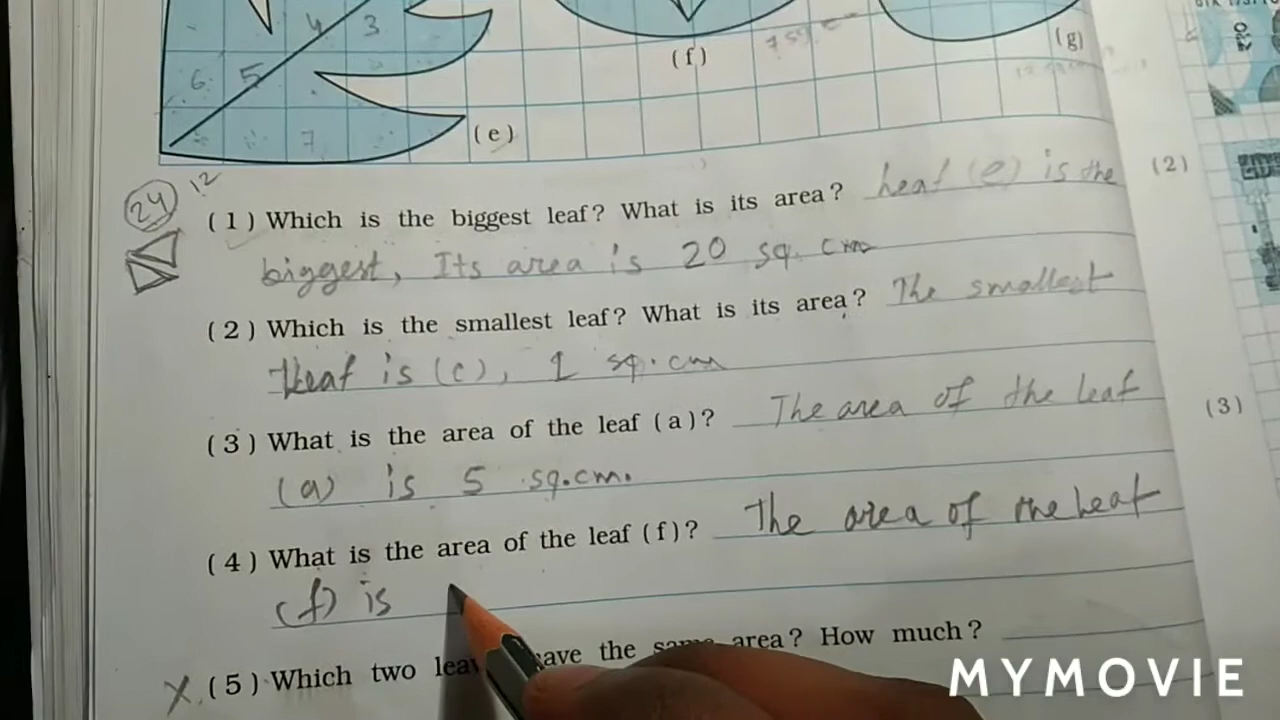 4 3
6 5
7
(e)
(f)
(g)
24 12
(1) Which is the biggest leaf? What is its area? leaf (e) is the
biggest, Its area is 20 sq. cm
(2) Which is the smallest leaf? What is its area? The smallest
leaf is (c), 1 sq.cm
(3) What is the area of the leaf (a)? The area of the leaf
(a) is 5 sq.cm.
(4) What is the area of the leaf (f)? The area of the leaf
(f) is
X (5) Which two have the same area? How much?
(2)
(3)
MYMOVIE